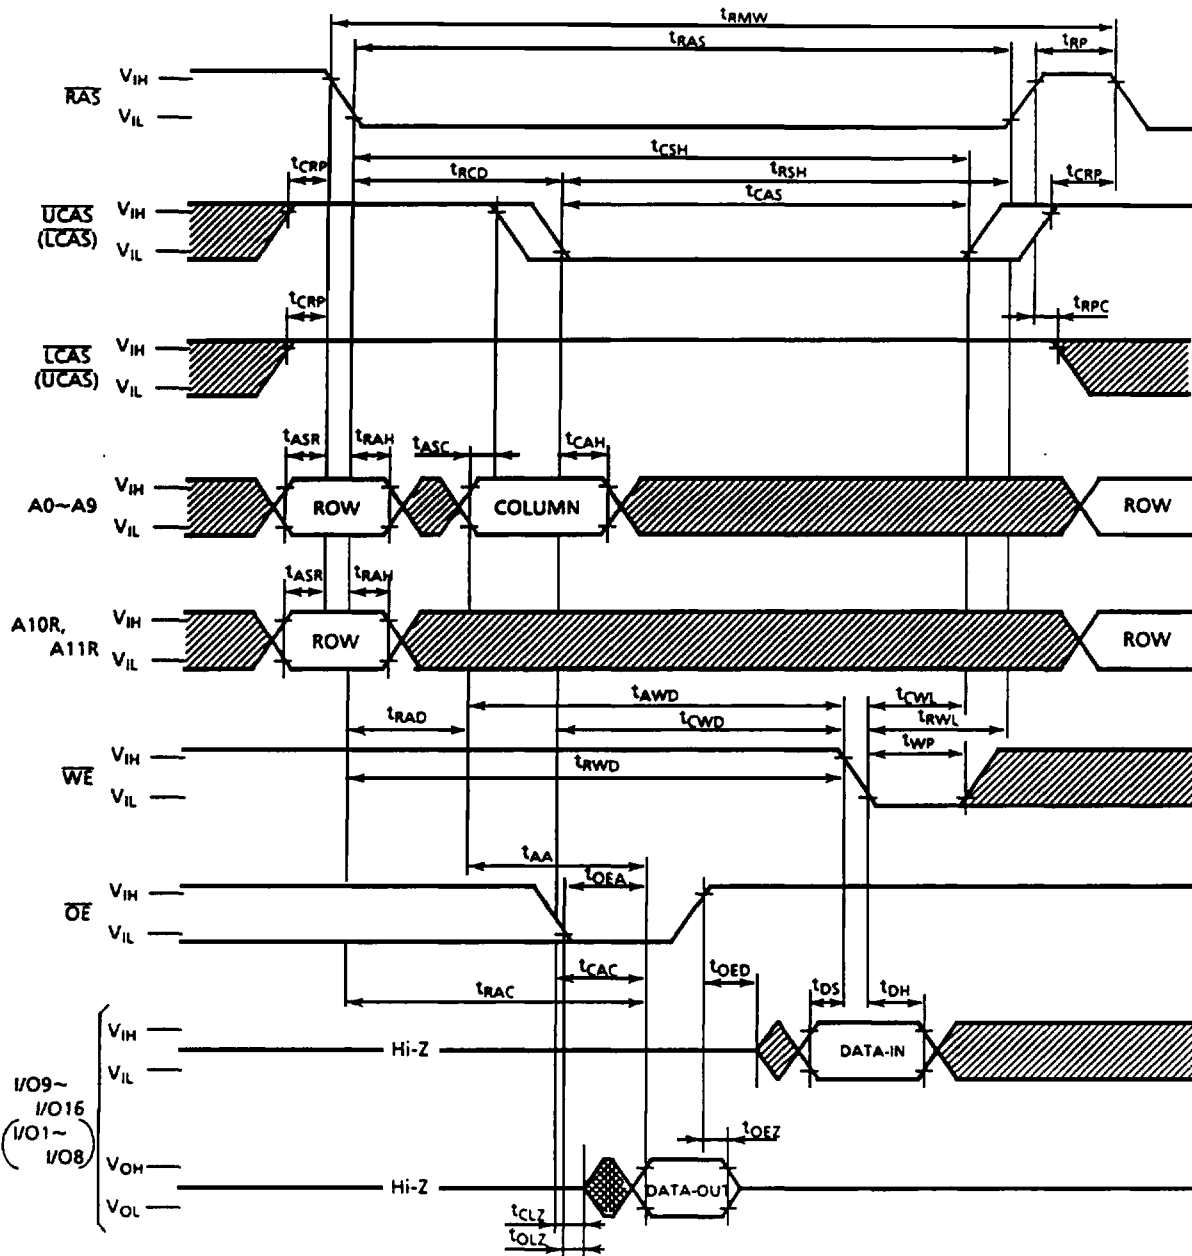 tRMW
tRAS
tRP
RAS
VIH
VIL
tCSH
tCRP
tRCD
tRSH
tCRP
tCAS
UCAS
(LCAS)
VIH
VIL
tCRP
tRPC
LCAS
(UCAS)
VIH
VIL
tASR
tRAH
tASC
tCAH
A0~A9
VIH
VIL
ROW
COLUMN
ROW
tASR
tRAH
A10R,
A11R
VIH
VIL
ROW
ROW
tAWD
tCWL
tRAD
tCWD
tRWL
tWP
WE
VIH
VIL
tRWD
tAA
tOEA
OE
VIH
VIL
tCAC
tOED
tRAC
tDS
tDH
VIH
VIL
Hi-Z
DATA-IN
I/O9~
I/O16
(I/O1~
I/O8)
tOEZ
VOH
VOL
Hi-Z
DATA-OUT
tCLZ
tOLZ